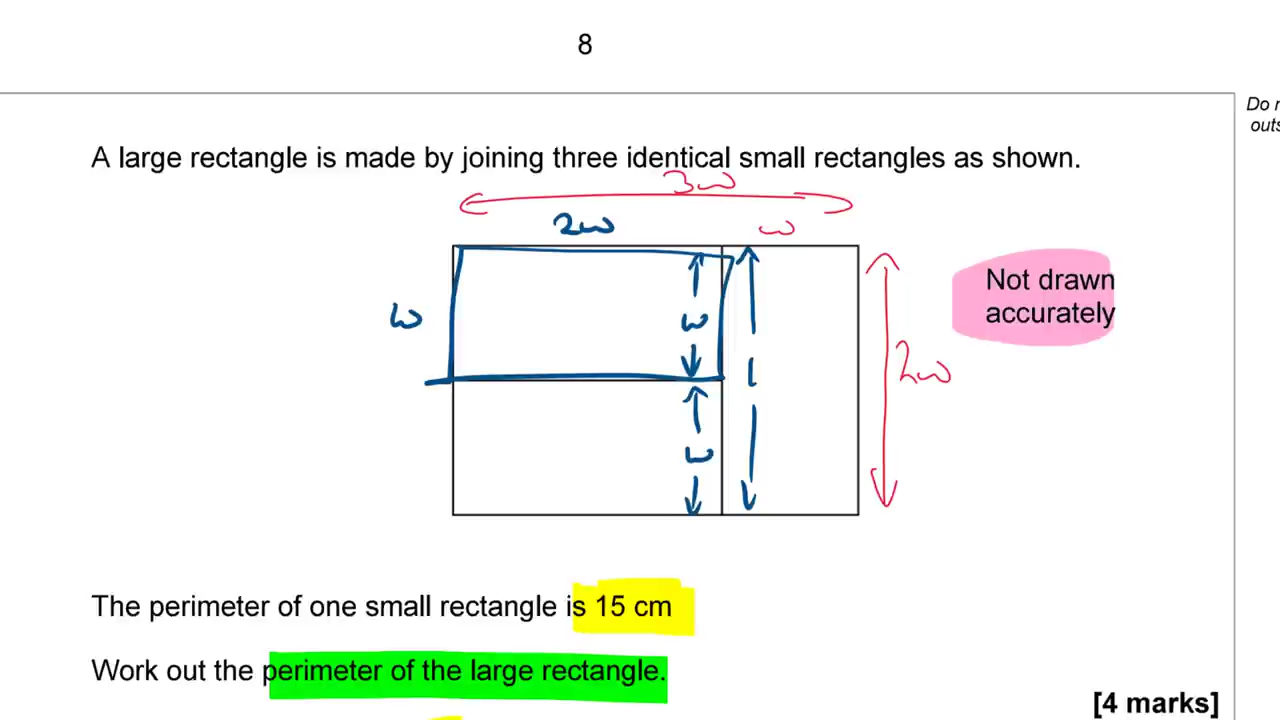 8
Do
outs
A large rectangle is made by joining three identical small rectangles as shown.
3w
2w
w
Not drawn
accurately
w
w
l
2w
w
The perimeter of one small rectangle is 15 cm
Work out the perimeter of the large rectangle.
[4 marks]